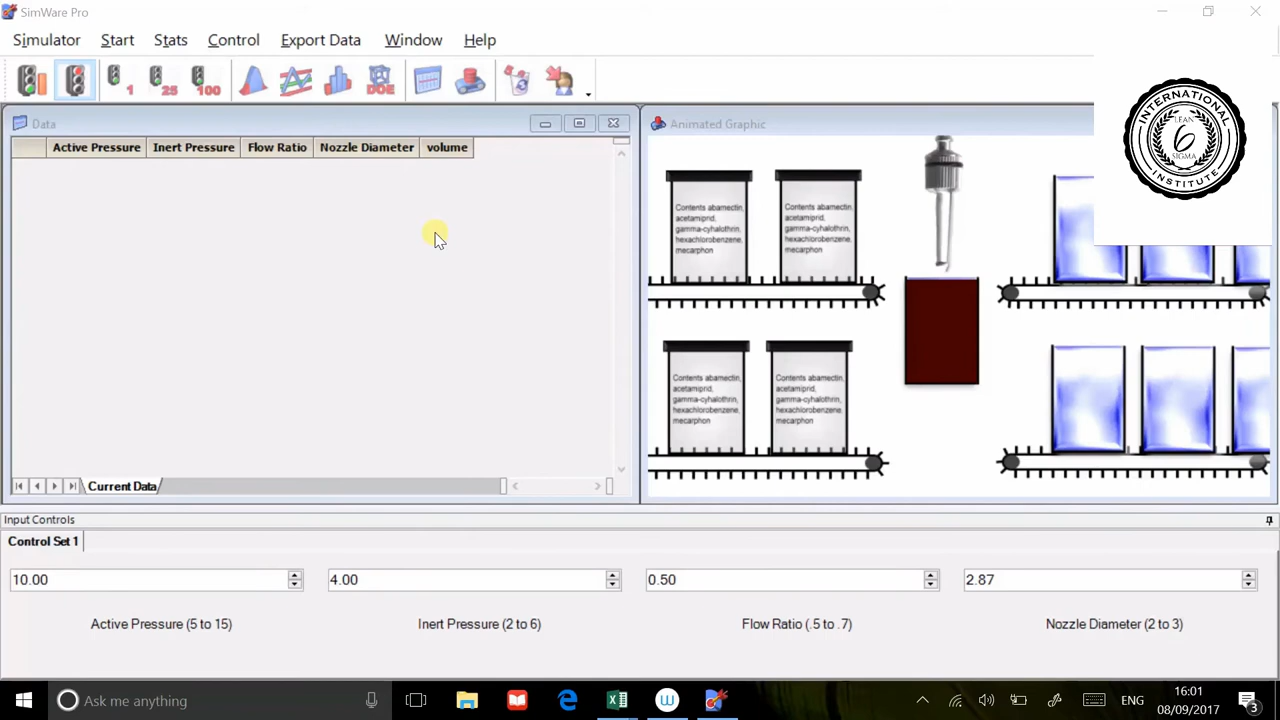 SimWare Pro
Simulator Start Stats Control Export Data Window Help
1 25 100 DOE
Data
Active Pressure Inert Pressure Flow Ratio Nozzle Diameter volume
Current Data
Animated Graphic
Contents abamectin,
acetamiprid,
gamma-cyhalothrin,
hexachlorobenzene,
mecarphon
Contents abamectin,
acetamiprid,
gamma-cyhalothrin,
hexachlorobenzene,
mecarphon
Contents abamectin,
acetamiprid,
gamma-cyhalothrin,
hexachlorobenzene,
mecarphon
Contents abamectin,
acetamiprid,
gamma-cyhalothrin,
hexachlorobenzene,
mecarphon
INTERNATIONAL
LEAN
6
SIGMA
INSTITUTE
Input Controls
Control Set 1
10.00 4.00 0.50 2.87
Active Pressure (5 to 15) Inert Pressure (2 to 6) Flow Ratio (.5 to .7) Nozzle Diameter (2 to 3)
Ask me anything
ENG
16:01
08/09/2017
3